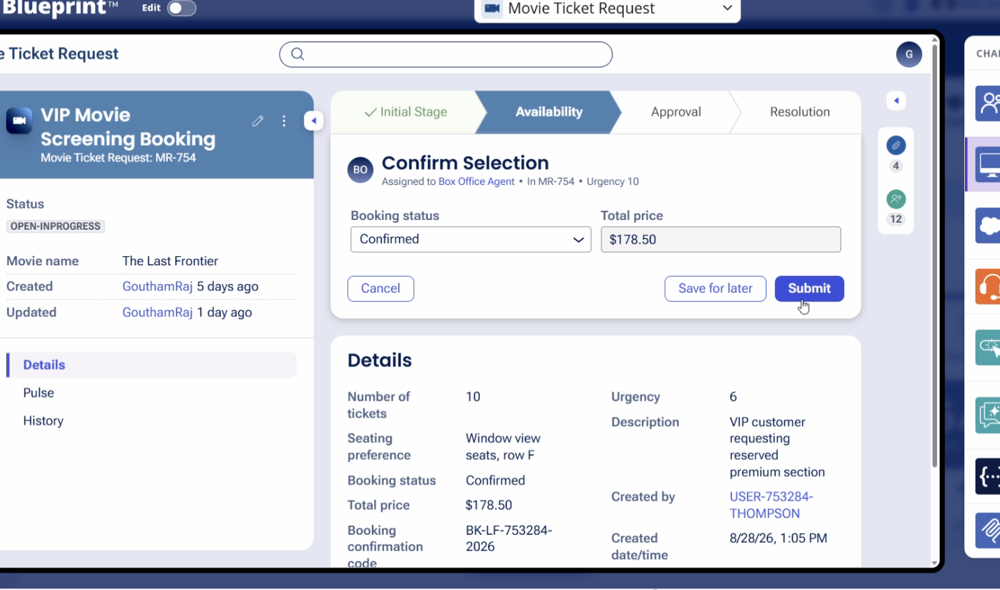 Blueprint™ Edit Movie Ticket Request
e Ticket Request
G
CHA
VIP Movie
Screening Booking
Movie Ticket Request: MR-754
Status
OPEN-INPROGRESS
Movie name The Last Frontier
Created GouthamRaj 5 days ago
Updated GouthamRaj 1 day ago
Details
Pulse
History
Initial Stage Availability Approval Resolution
BO
Confirm Selection
Assigned to Box Office Agent • In MR-754 • Urgency 10
Booking status Total price
Confirmed $178.50
Cancel Save for later Submit
4
12
Details
Number of
tickets
10
Seating
preference
Window view
seats, row F
Booking status Confirmed
Total price $178.50
Booking
confirmation
code
BK-LF-753284-
2026
Urgency 6
Description
VIP customer
requesting
reserved
premium section
Created by
USER-753284-
THOMPSON
Created
date/time
8/28/26, 1:05 PM